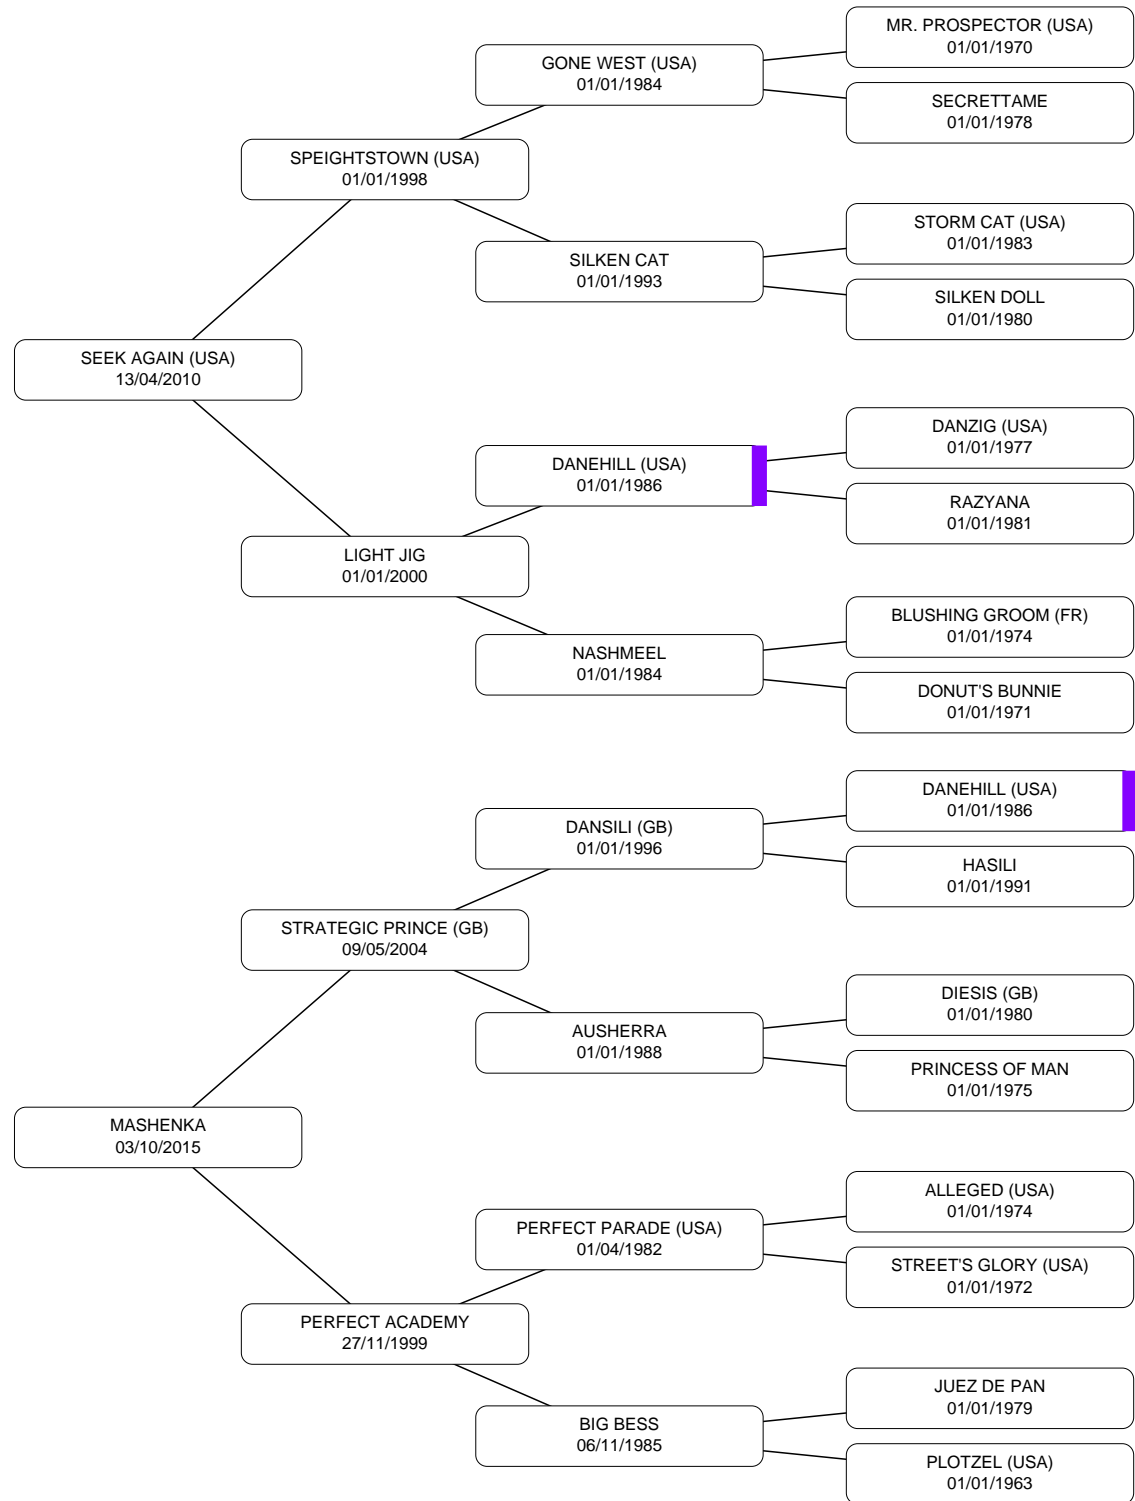 MR. PROSPECTOR (USA)
01/01/1970
GONE WEST (USA)
01/01/1984
SECRETTAME
01/01/1978
SPEIGHTSTOWN (USA)
01/01/1998
STORM CAT (USA)
01/01/1983
SILKEN CAT
01/01/1993
SILKEN DOLL
01/01/1980
SEEK AGAIN (USA)
13/04/2010
DANZIG (USA)
01/01/1977
DANEHILL (USA)
01/01/1986
RAZYANA
01/01/1981
LIGHT JIG
01/01/2000
BLUSHING GROOM (FR)
01/01/1974
NASHMEEL
01/01/1984
DONUT'S BUNNIE
01/01/1971
DANEHILL (USA)
01/01/1986
DANSILI (GB)
01/01/1996
HASILI
01/01/1991
STRATEGIC PRINCE (GB)
09/05/2004
DIESIS (GB)
01/01/1980
AUSHERRA
01/01/1988
PRINCESS OF MAN
01/01/1975
MASHENKA
03/10/2015
ALLEGED (USA)
01/01/1974
PERFECT PARADE (USA)
01/04/1982
STREET'S GLORY (USA)
01/01/1972
PERFECT ACADEMY
27/11/1999
JUEZ DE PAN
01/01/1979
BIG BESS
06/11/1985
PLOTZEL (USA)
01/01/1963